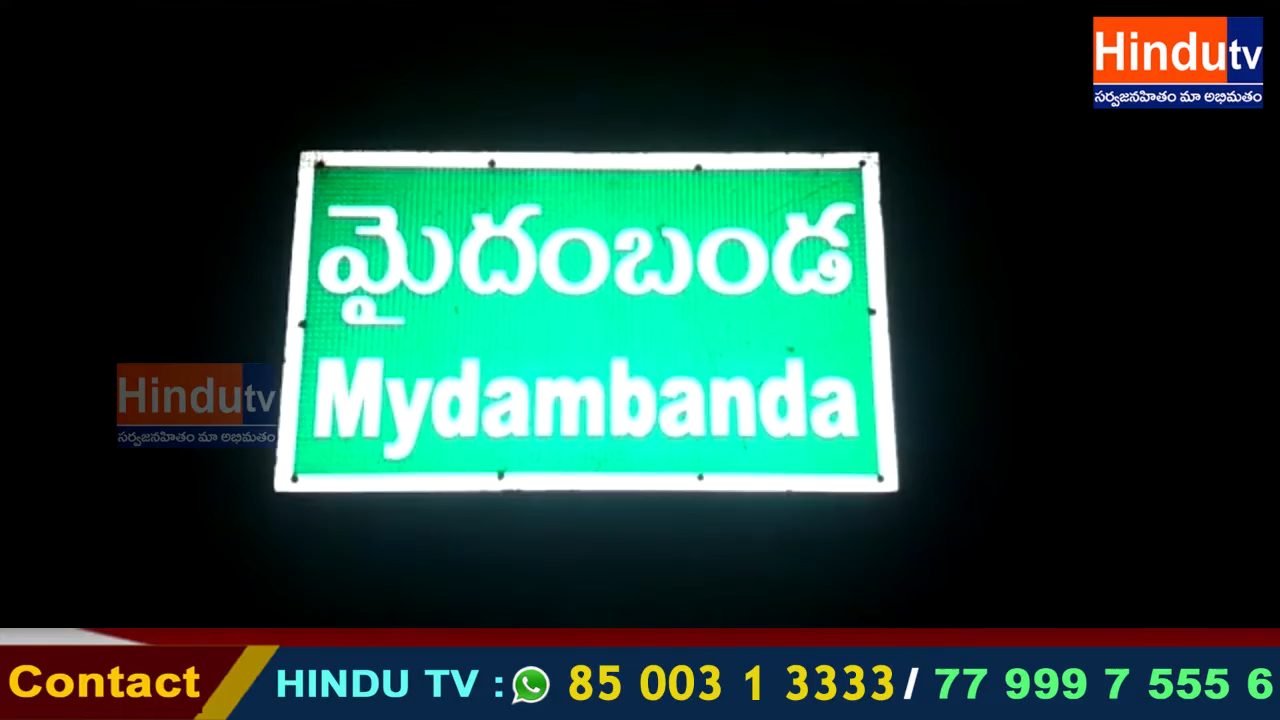 Hindutv
సర్వజనహితం మా అభిమతం
మైదంబండ
Mydambanda
Hindutv
సర్వజనహితం మా అభిమతం
Contact
HINDU TV : 85 003 1 3333 / 77 999 7 555 6